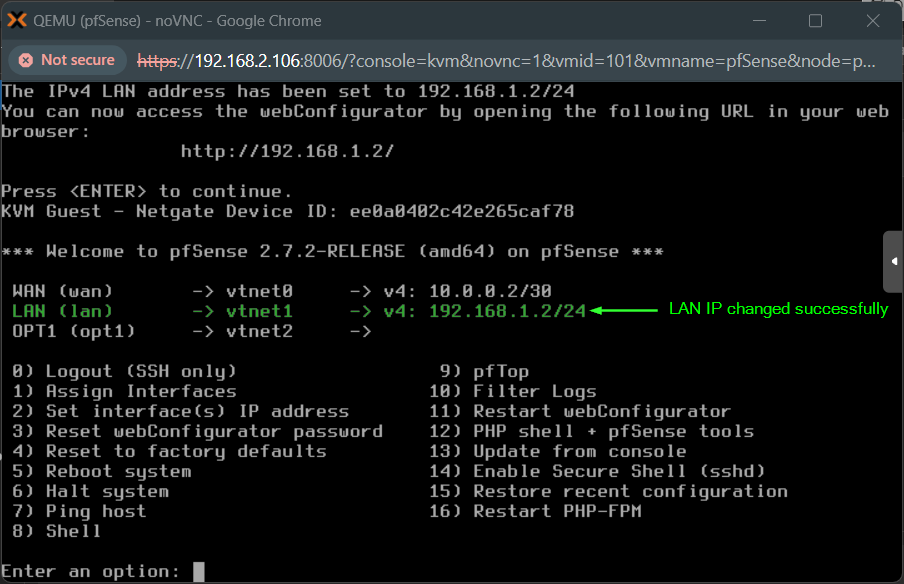 QEMU (pfSense) - noVNC - Google Chrome
Not secure https://192.168.2.106:8006/?console=kvm&novnc=1&vmid=101&vmname=pfSense&node=p...
The IPv4 LAN address has been set to 192.168.1.2/24
You can now access the webConfigurator by opening the following URL in your web
browser:
http://192.168.1.2/
Press <ENTER> to continue.
KVM Guest - Netgate Device ID: ee0a0402c42e265caf78
*** Welcome to pfSense 2.7.2-RELEASE (amd64) on pfSense ***
WAN (wan) -> vtnet0 -> v4: 10.0.0.2/30
LAN (lan) -> vtnet1 -> v4: 192.168.1.2/24 LAN IP changed successfully
OPT1 (opt1) -> vtnet2 ->
0) Logout (SSH only) 9) pfTop
1) Assign Interfaces 10) Filter Logs
2) Set interface(s) IP address 11) Restart webConfigurator
3) Reset webConfigurator password 12) PHP shell + pfSense tools
4) Reset to factory defaults 13) Update from console
5) Reboot system 14) Enable Secure Shell (sshd)
6) Halt system 15) Restore recent configuration
7) Ping host 16) Restart PHP-FPM
8) Shell
Enter an option: